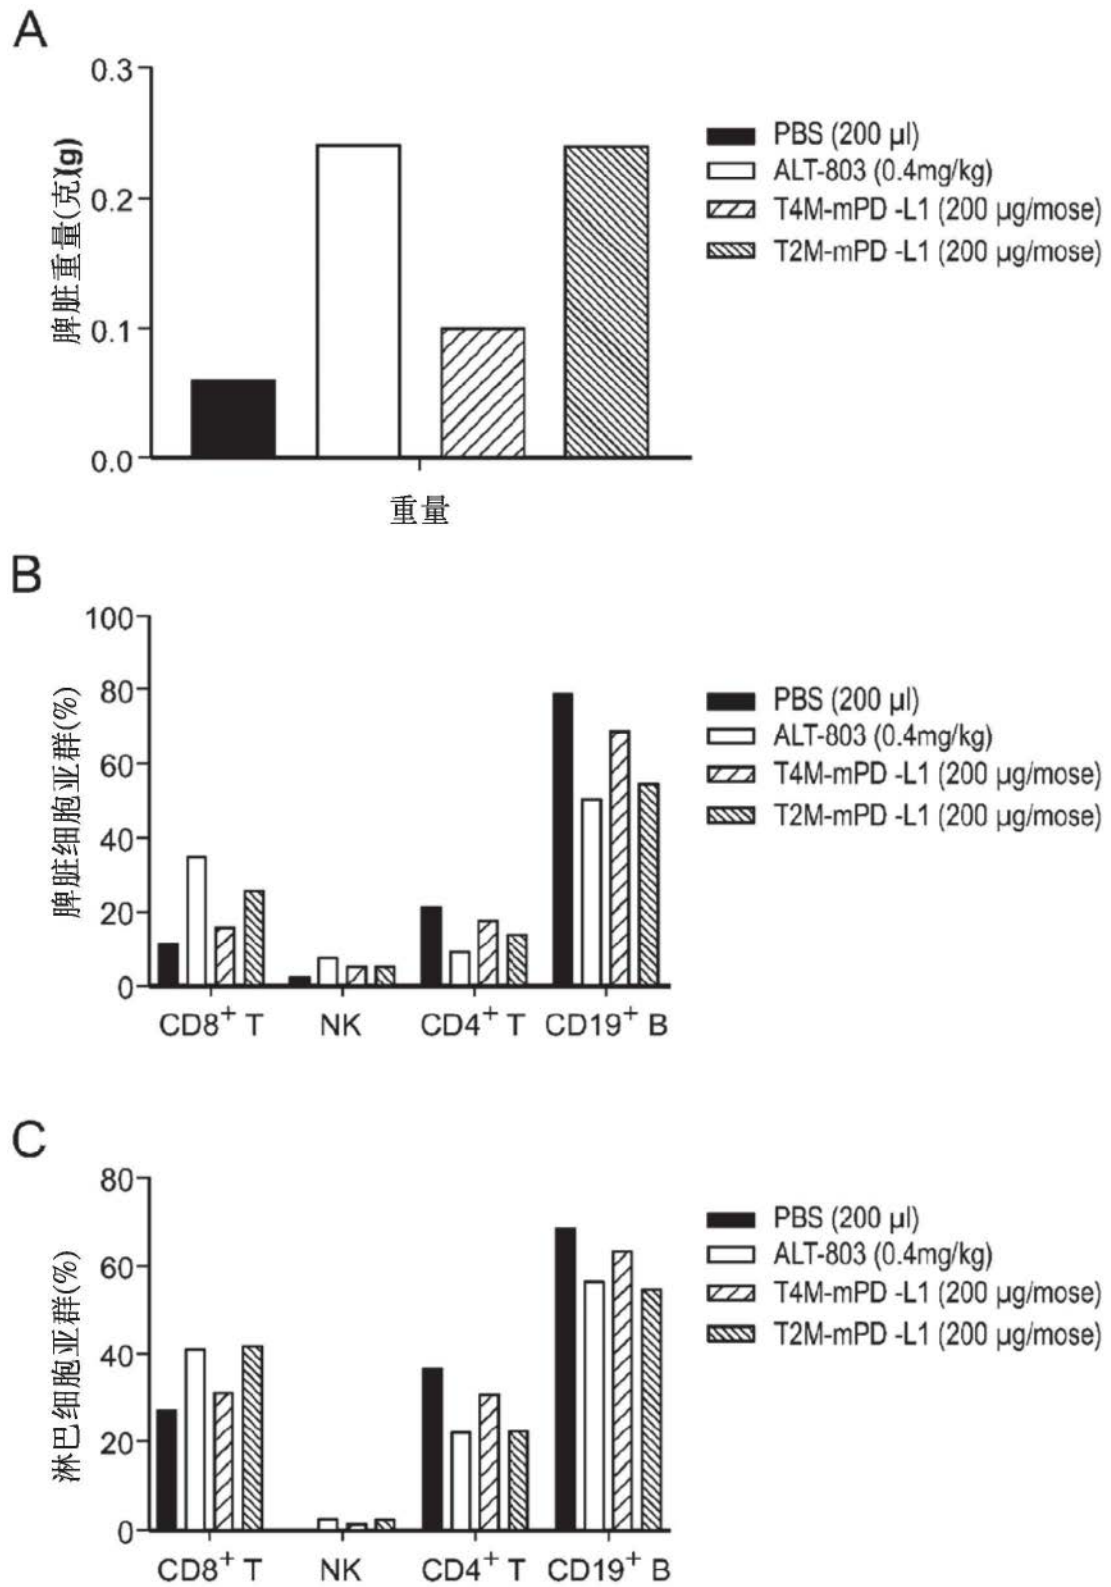 A
0.3
0.2
0.1
0.0
脾脏重量(克)(g)
重量
PBS (200 µl)
ALT-803 (0.4mg/kg)
T4M-mPD -L1 (200 µg/mose)
T2M-mPD -L1 (200 µg/mose)
B
100
80
60
40
20
0
脾脏细胞亚群(%)
CD8⁺ T NK CD4⁺ T CD19⁺ B
PBS (200 µl)
ALT-803 (0.4mg/kg)
T4M-mPD -L1 (200 µg/mose)
T2M-mPD -L1 (200 µg/mose)
C
80
60
40
20
0
淋巴细胞亚群(%)
CD8⁺ T NK CD4⁺ T CD19⁺ B
PBS (200 µl)
ALT-803 (0.4mg/kg)
T4M-mPD -L1 (200 µg/mose)
T2M-mPD -L1 (200 µg/mose)